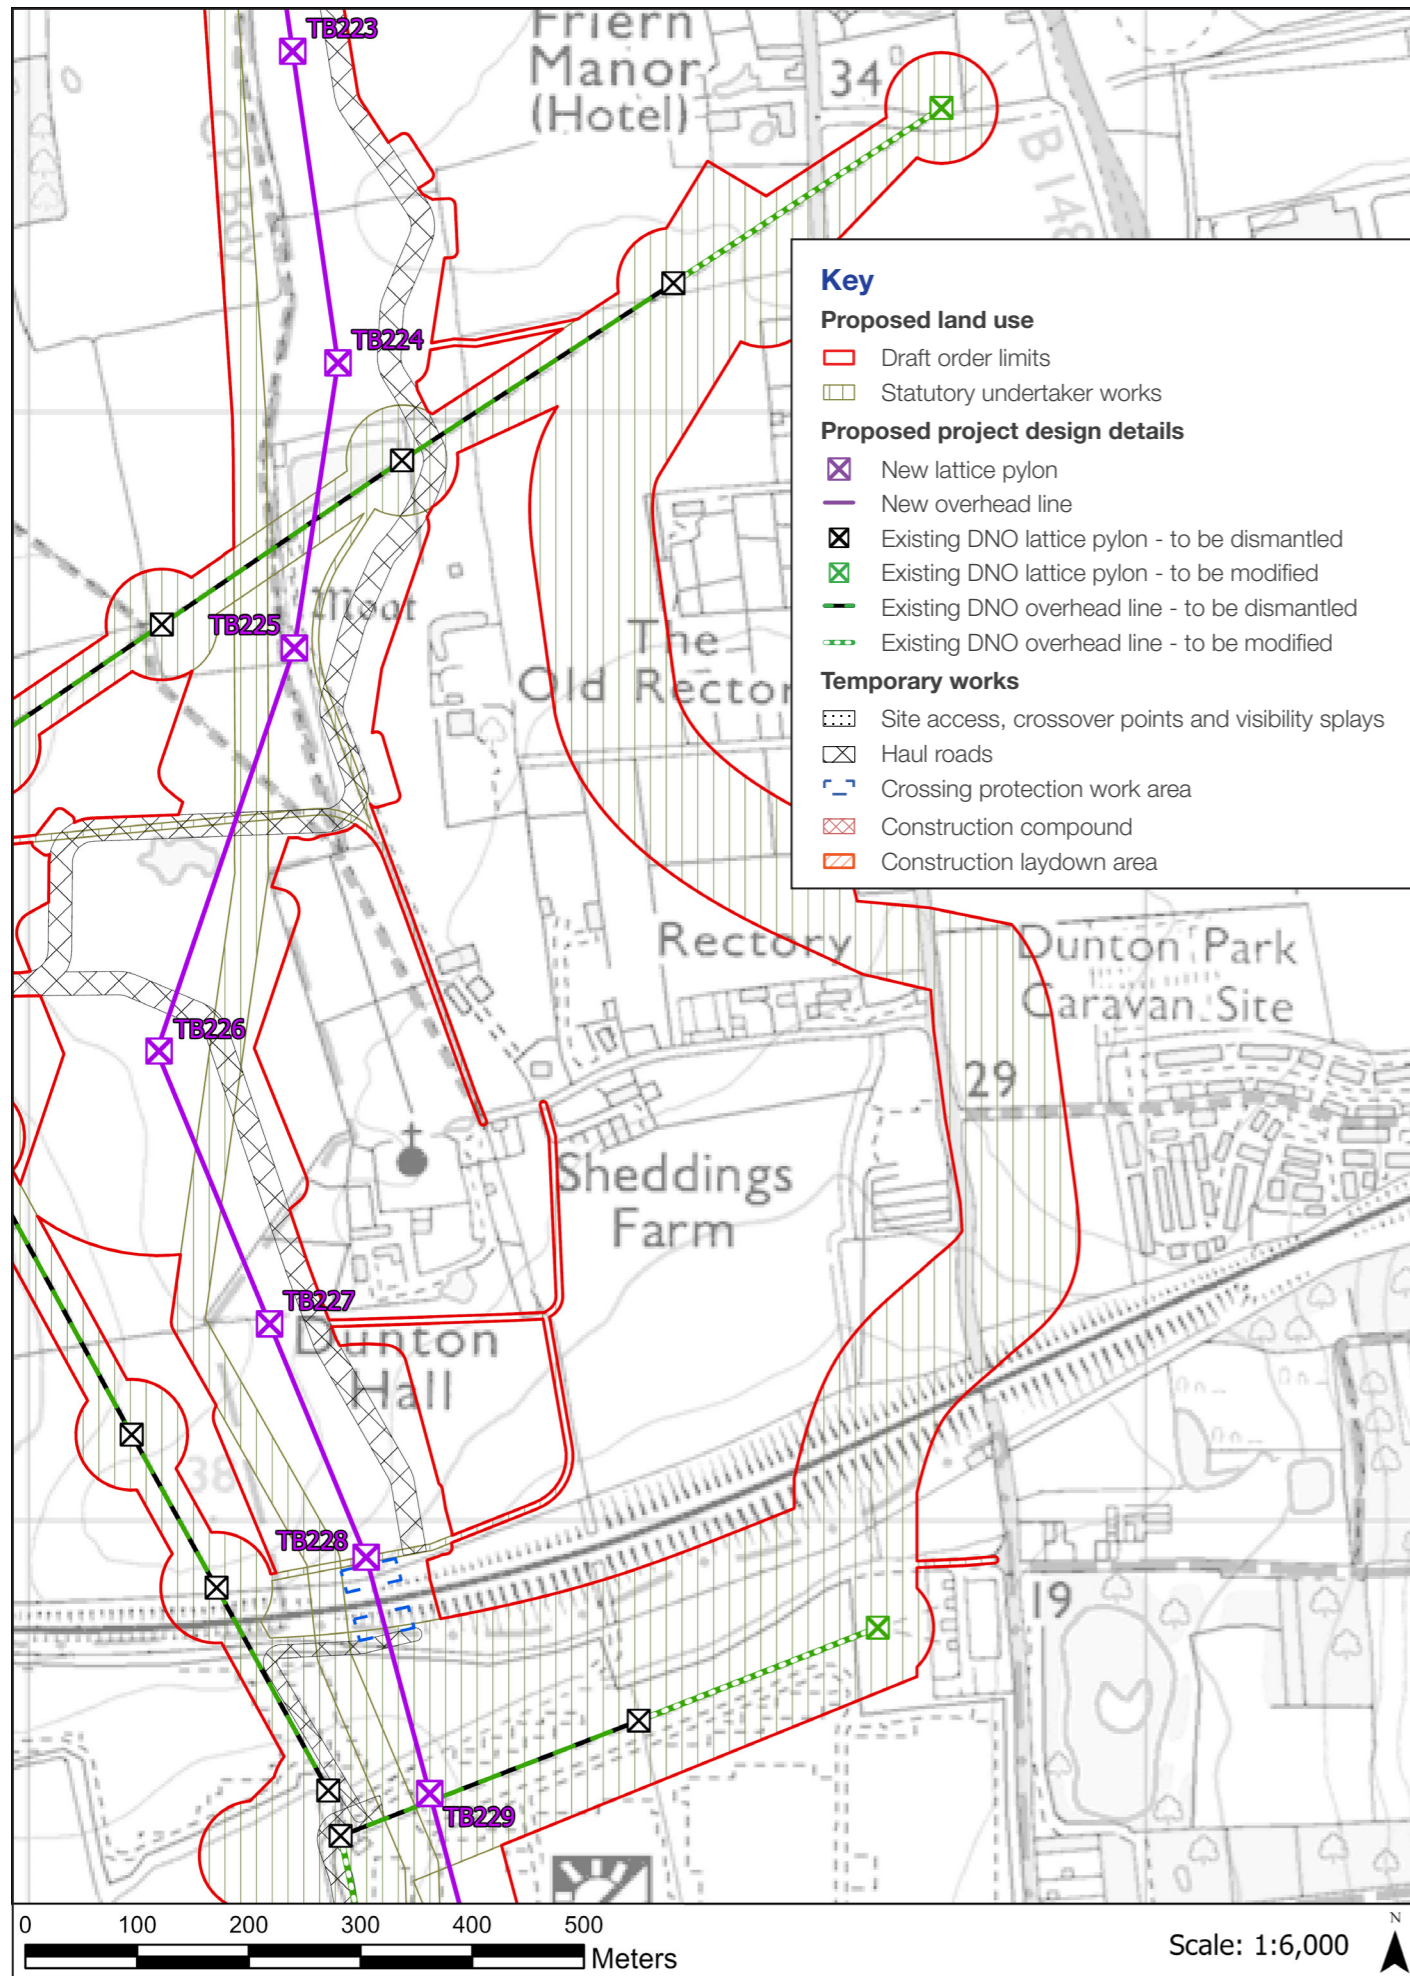 TB223
Friern
Manor
(Hotel)
34
CP Bdy
B 148
TB224
Key
Proposed land use
Draft order limits
Statutory undertaker works
Proposed project design details
New lattice pylon
New overhead line
Existing DNO lattice pylon - to be dismantled
Existing DNO lattice pylon - to be modified
Existing DNO overhead line - to be dismantled
Existing DNO overhead line - to be modified
Temporary works
Site access, crossover points and visibility splays
Haul roads
Crossing protection work area
Construction compound
Construction laydown area
Moat
TB225
The
Old Rector
Rectory
Dunton Park
Caravan Site
TB226
29
Sheddings
Farm
TB227
Dunton
Hall
38
TB228
19
TB229
0 100 200 300 400 500
Meters
Scale: 1:6,000
N